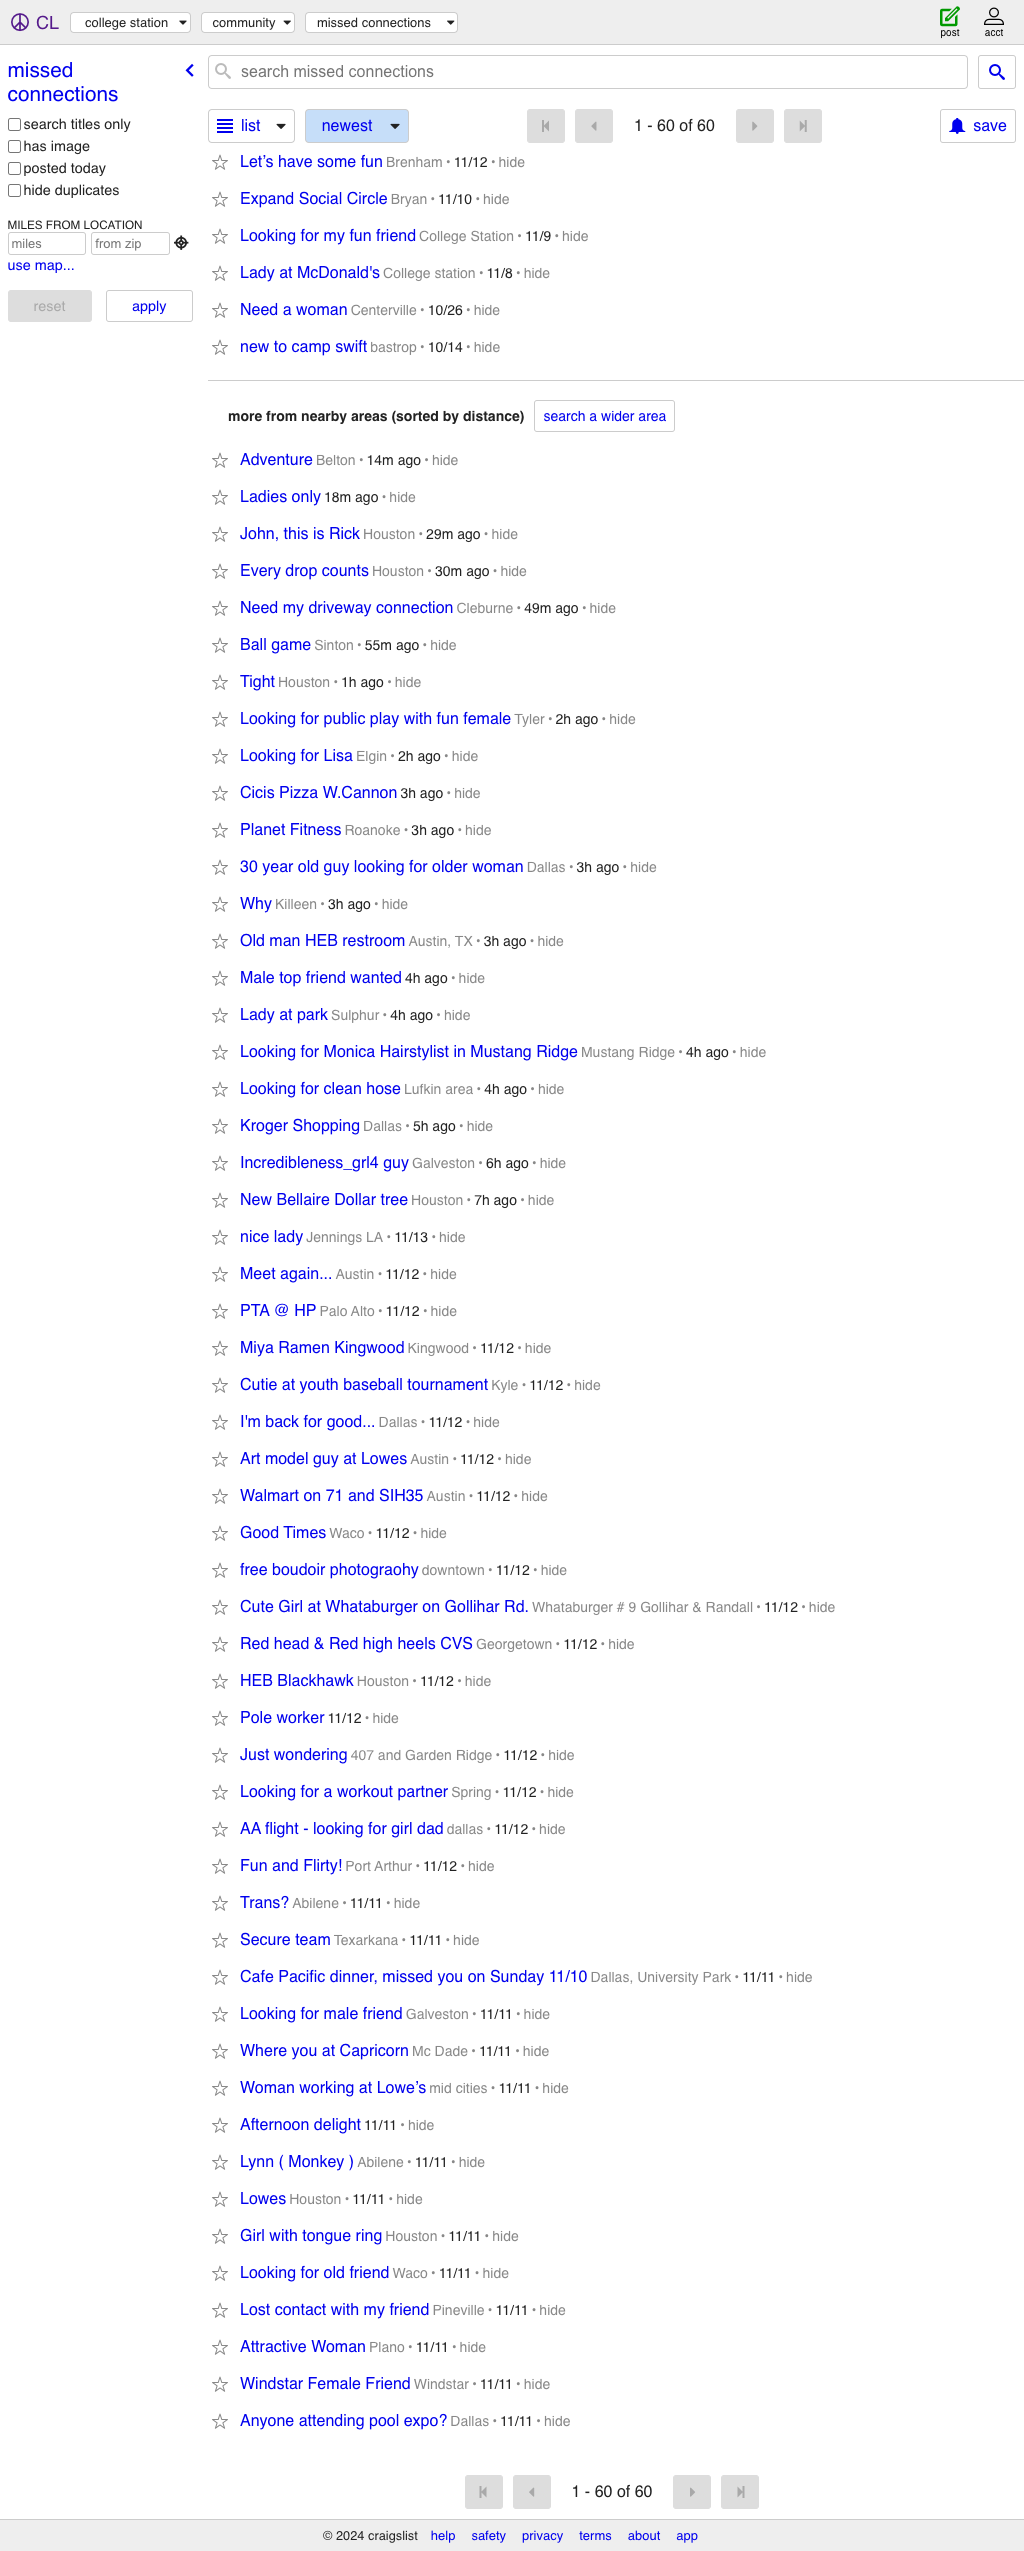 CL college station community missed connections post acct
missed connections
search titles only
has image
posted today
hide duplicates
MILES FROM LOCATION
miles from zip
use map...
reset apply
search missed connections
list newest 1 - 60 of 60 save
Let’s have some fun Brenham • 11/12 • hide
Expand Social Circle Bryan • 11/10 • hide
Looking for my fun friend College Station • 11/9 • hide
Lady at McDonald's College station • 11/8 • hide
Need a woman Centerville • 10/26 • hide
new to camp swift bastrop • 10/14 • hide
more from nearby areas (sorted by distance) search a wider area
Adventure Belton • 14m ago • hide
Ladies only 18m ago • hide
John, this is Rick Houston • 29m ago • hide
Every drop counts Houston • 30m ago • hide
Need my driveway connection Cleburne • 49m ago • hide
Ball game Sinton • 55m ago • hide
Tight Houston • 1h ago • hide
Looking for public play with fun female Tyler • 2h ago • hide
Looking for Lisa Elgin • 2h ago • hide
Cicis Pizza W.Cannon 3h ago • hide
Planet Fitness Roanoke • 3h ago • hide
30 year old guy looking for older woman Dallas • 3h ago • hide
Why Killeen • 3h ago • hide
Old man HEB restroom Austin, TX • 3h ago • hide
Male top friend wanted 4h ago • hide
Lady at park Sulphur • 4h ago • hide
Looking for Monica Hairstylist in Mustang Ridge Mustang Ridge • 4h ago • hide
Looking for clean hose Lufkin area • 4h ago • hide
Kroger Shopping Dallas • 5h ago • hide
Incredibleness_grl4 guy Galveston • 6h ago • hide
New Bellaire Dollar tree Houston • 7h ago • hide
nice lady Jennings LA • 11/13 • hide
Meet again... Austin • 11/12 • hide
PTA @ HP Palo Alto • 11/12 • hide
Miya Ramen Kingwood Kingwood • 11/12 • hide
Cutie at youth baseball tournament Kyle • 11/12 • hide
I'm back for good... Dallas • 11/12 • hide
Art model guy at Lowes Austin • 11/12 • hide
Walmart on 71 and SIH35 Austin • 11/12 • hide
Good Times Waco • 11/12 • hide
free boudoir photograohy downtown • 11/12 • hide
Cute Girl at Whataburger on Gollihar Rd. Whataburger # 9 Gollihar & Randall • 11/12 • hide
Red head & Red high heels CVS Georgetown • 11/12 • hide
HEB Blackhawk Houston • 11/12 • hide
Pole worker 11/12 • hide
Just wondering 407 and Garden Ridge • 11/12 • hide
Looking for a workout partner Spring • 11/12 • hide
AA flight - looking for girl dad dallas • 11/12 • hide
Fun and Flirty! Port Arthur • 11/12 • hide
Trans? Abilene • 11/11 • hide
Secure team Texarkana • 11/11 • hide
Cafe Pacific dinner, missed you on Sunday 11/10 Dallas, University Park • 11/11 • hide
Looking for male friend Galveston • 11/11 • hide
Where you at Capricorn Mc Dade • 11/11 • hide
Woman working at Lowe’s mid cities • 11/11 • hide
Afternoon delight 11/11 • hide
Lynn ( Monkey ) Abilene • 11/11 • hide
Lowes Houston • 11/11 • hide
Girl with tongue ring Houston • 11/11 • hide
Looking for old friend Waco • 11/11 • hide
Lost contact with my friend Pineville • 11/11 • hide
Attractive Woman Plano • 11/11 • hide
Windstar Female Friend Windstar • 11/11 • hide
Anyone attending pool expo? Dallas • 11/11 • hide
1 - 60 of 60
© 2024 craigslist help safety privacy terms about app